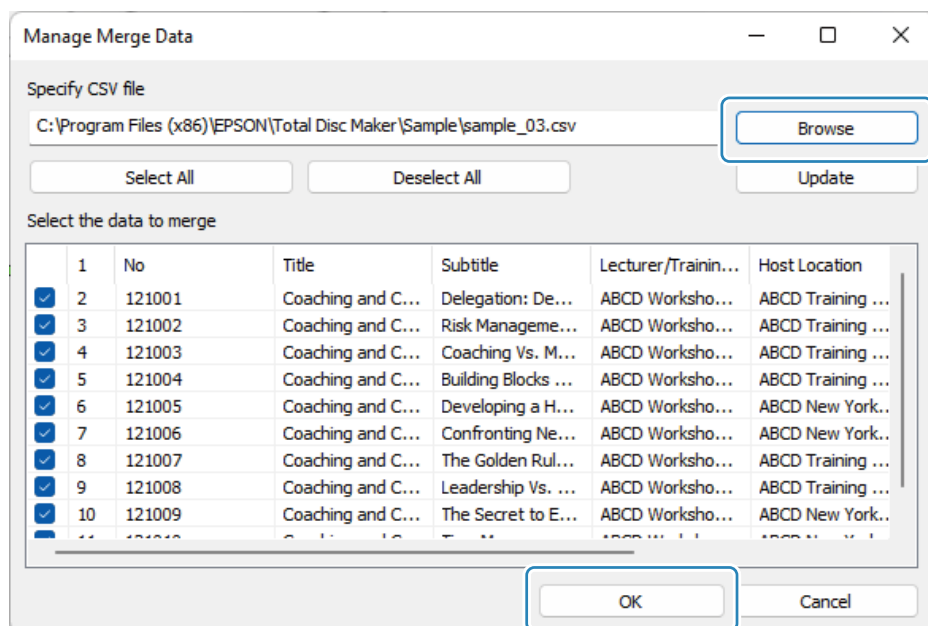 Manage Merge Data
Specify CSV file
C:\Program Files (x86)\EPSON\Total Disc Maker\Sample\sample_03.csv Browse
Select All Deselect All Update
Select the data to merge
1 No Title Subtitle Lecturer/Trainin... Host Location
2 121001 Coaching and C... Delegation: De... ABCD Worksho... ABCD Training ...
3 121002 Coaching and C... Risk Manageme... ABCD Worksho... ABCD Training ...
4 121003 Coaching and C... Coaching Vs. M... ABCD Worksho... ABCD Training ...
5 121004 Coaching and C... Building Blocks ... ABCD Worksho... ABCD Training ...
6 121005 Coaching and C... Developing a H... ABCD Worksho... ABCD New York..
7 121006 Coaching and C... Confronting Ne... ABCD Worksho... ABCD New York..
8 121007 Coaching and C... The Golden Rul... ABCD Worksho... ABCD Training ...
9 121008 Coaching and C... Leadership Vs. ... ABCD Worksho... ABCD Training ...
10 121009 Coaching and C... The Secret to E... ABCD Worksho... ABCD New York..
OK Cancel